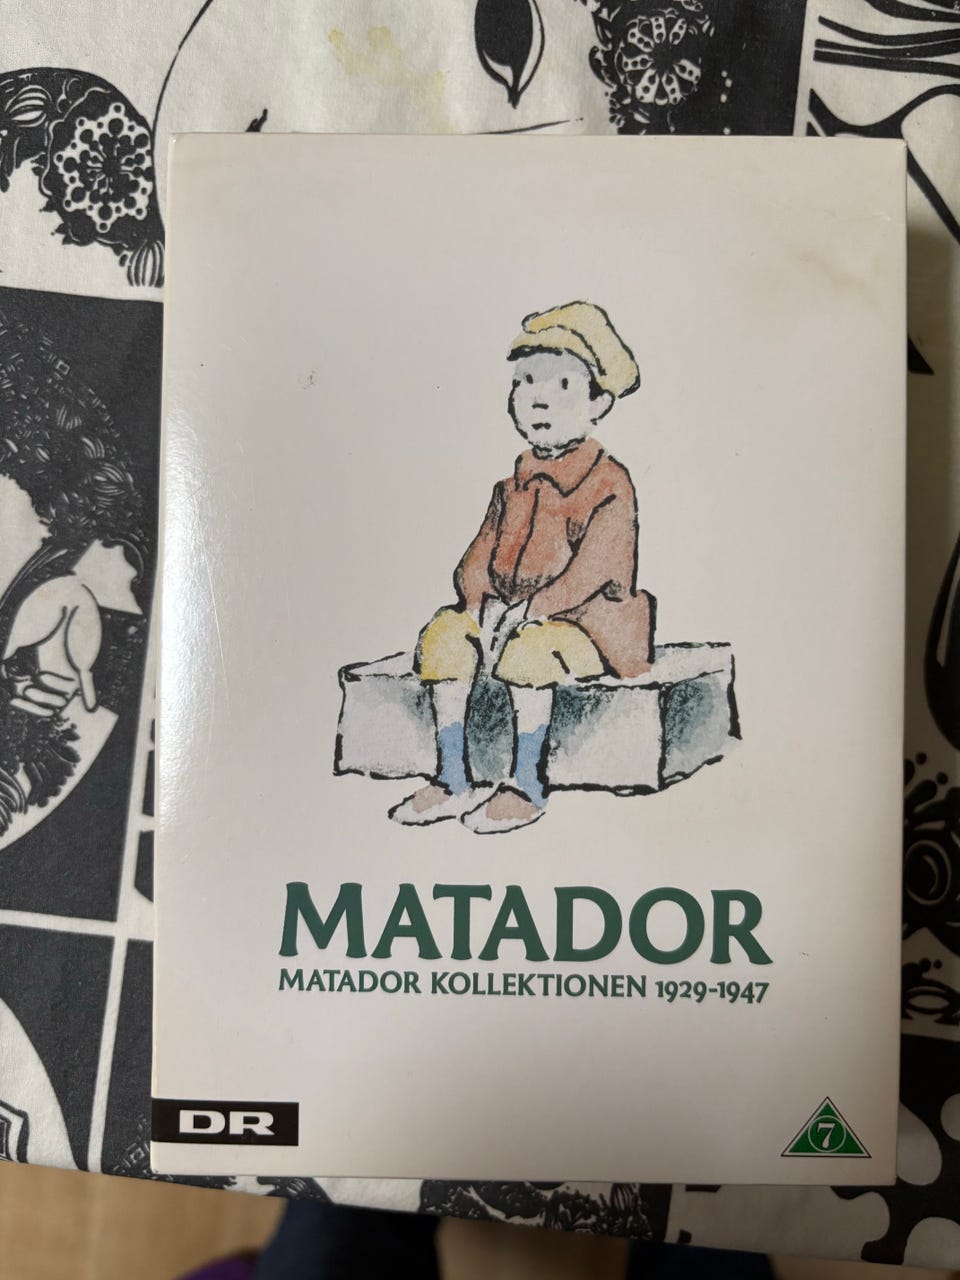 MATADOR
MATADOR KOLLEKTIONEN 1929-1947
DR
7